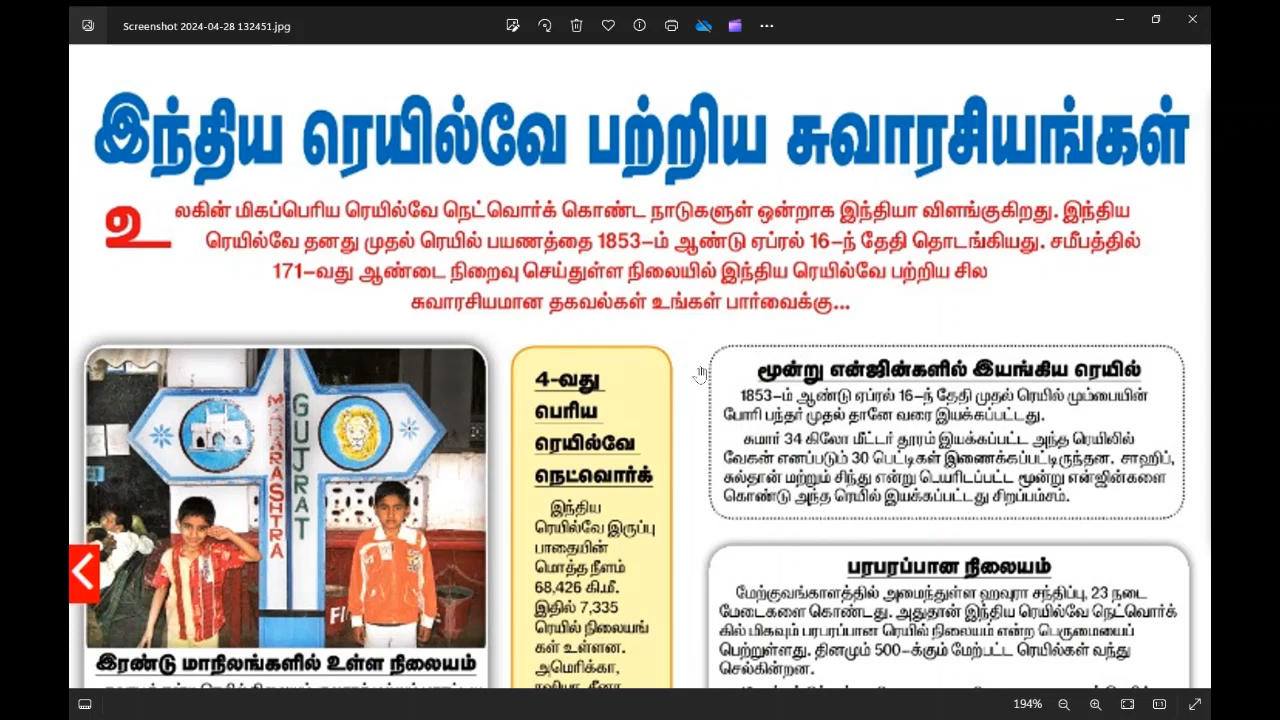 Screenshot 2024-04-28 132451.jpg
இந்திய ரெயில்வே பற்றிய சுவாரசியங்கள்
உலகின் மிகப்பெரிய ரெயில்வே நெட்வொர்க் கொண்ட நாடுகளுள் ஒன்றாக இந்தியா விளங்குகிறது. இந்திய
ரெயில்வே தனது முதல் ரெயில் பயணத்தை 1853-ம் ஆண்டு ஏப்ரல் 16-ந் தேதி தொடங்கியது. சமீபத்தில்
171-வது ஆண்டை நிறைவு செய்துள்ள நிலையில் இந்திய ரெயில்வே பற்றிய சில
சுவாரசியமான தகவல்கள் உங்கள் பார்வைக்கு...
MAHARASHTRA
GUJRAT
இரண்டு மாநிலங்களில் உள்ள நிலையம்
4-வது
பெரிய
ரெயில்வே
நெட்வொர்க்
இந்திய
ரெயில்வே இருப்பு
பாதையின்
மொத்த நீளம்
68,426 கி.மீ.
இதில் 7,335
ரெயில் நிலையங்
கள் உள்ளன.
அமெரிக்கா,
மூன்று என்ஜின்களில் இயங்கிய ரெயில்
1853-ம் ஆண்டு ஏப்ரல் 16-ந் தேதி முதல் ரெயில் மும்பையின்
போரி பந்தர் முதல் தானே வரை இயக்கப்பட்டது.
சுமார் 34 கிலோ மீட்டர் தூரம் இயக்கப்பட்ட அந்த ரெயிலில்
வேகன் எனப்படும் 30 பெட்டிகள் இணைக்கப்பட்டிருந்தன. சாஹிப்,
சுல்தான் மற்றும் சிந்து என்று பெயரிடப்பட்ட மூன்று என்ஜின்களை
கொண்டு அந்த ரெயில் இயக்கப்பட்டது சிறப்பம்சம்.
பரபரப்பான நிலையம்
மேற்குவங்காளத்தில் அமைந்துள்ள ஹவுரா சந்திப்பு, 23 நடை
மேடைகளை கொண்டது. அதுதான் இந்திய ரெயில்வே நெட்வொர்க்
கில் மிகவும் பரபரப்பான ரெயில் நிலையம் என்ற பெருமையைப்
பெற்றுள்ளது. தினமும் 500-க்கும் மேற்பட்ட ரெயில்கள் வந்து
செல்கின்றன.
194%